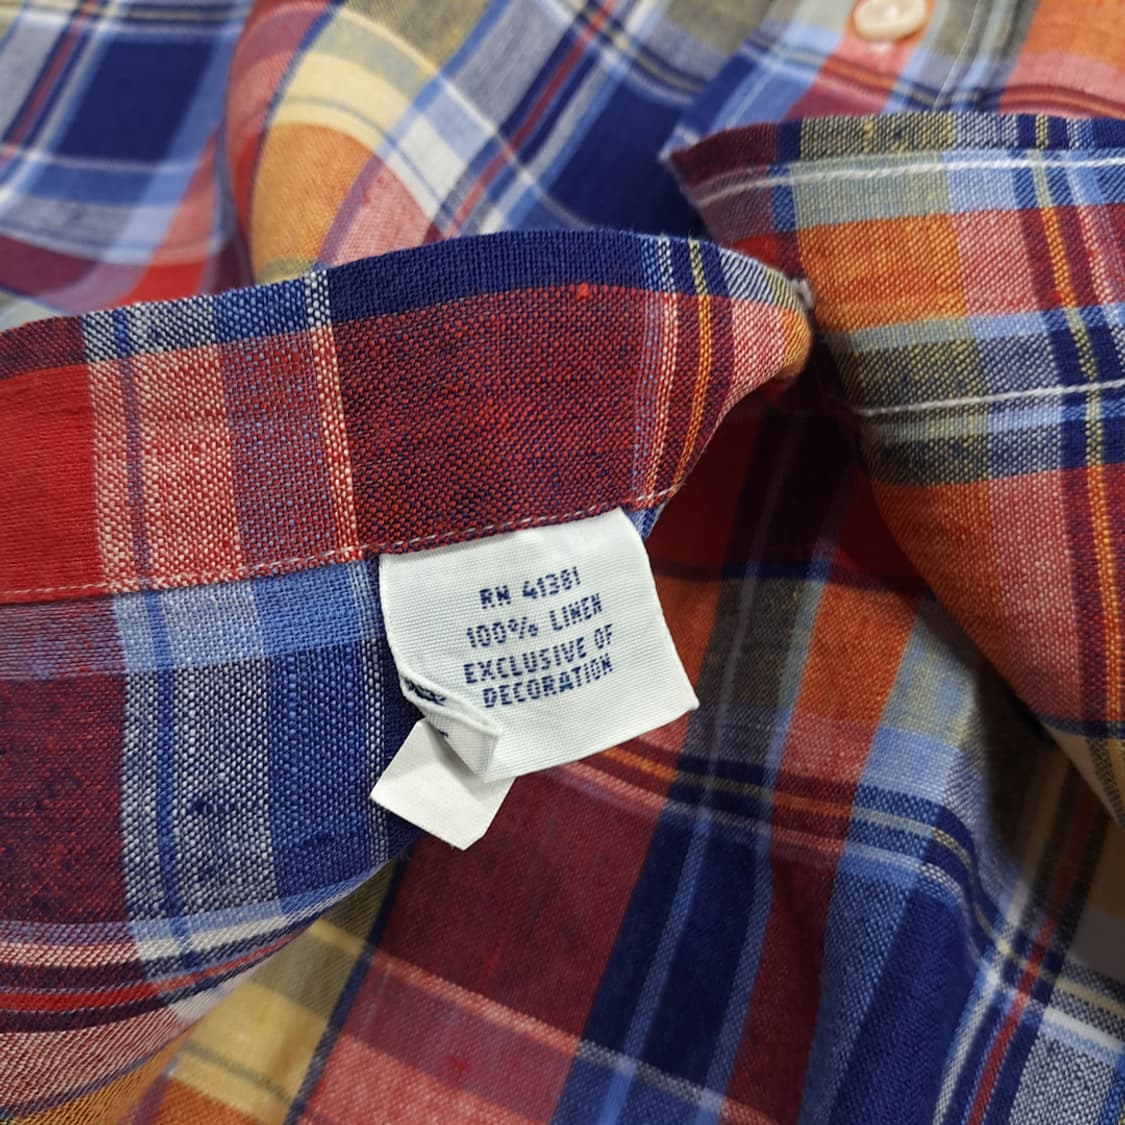 RN 41381
100% LINEN
EXCLUSIVE OF
DECORATION